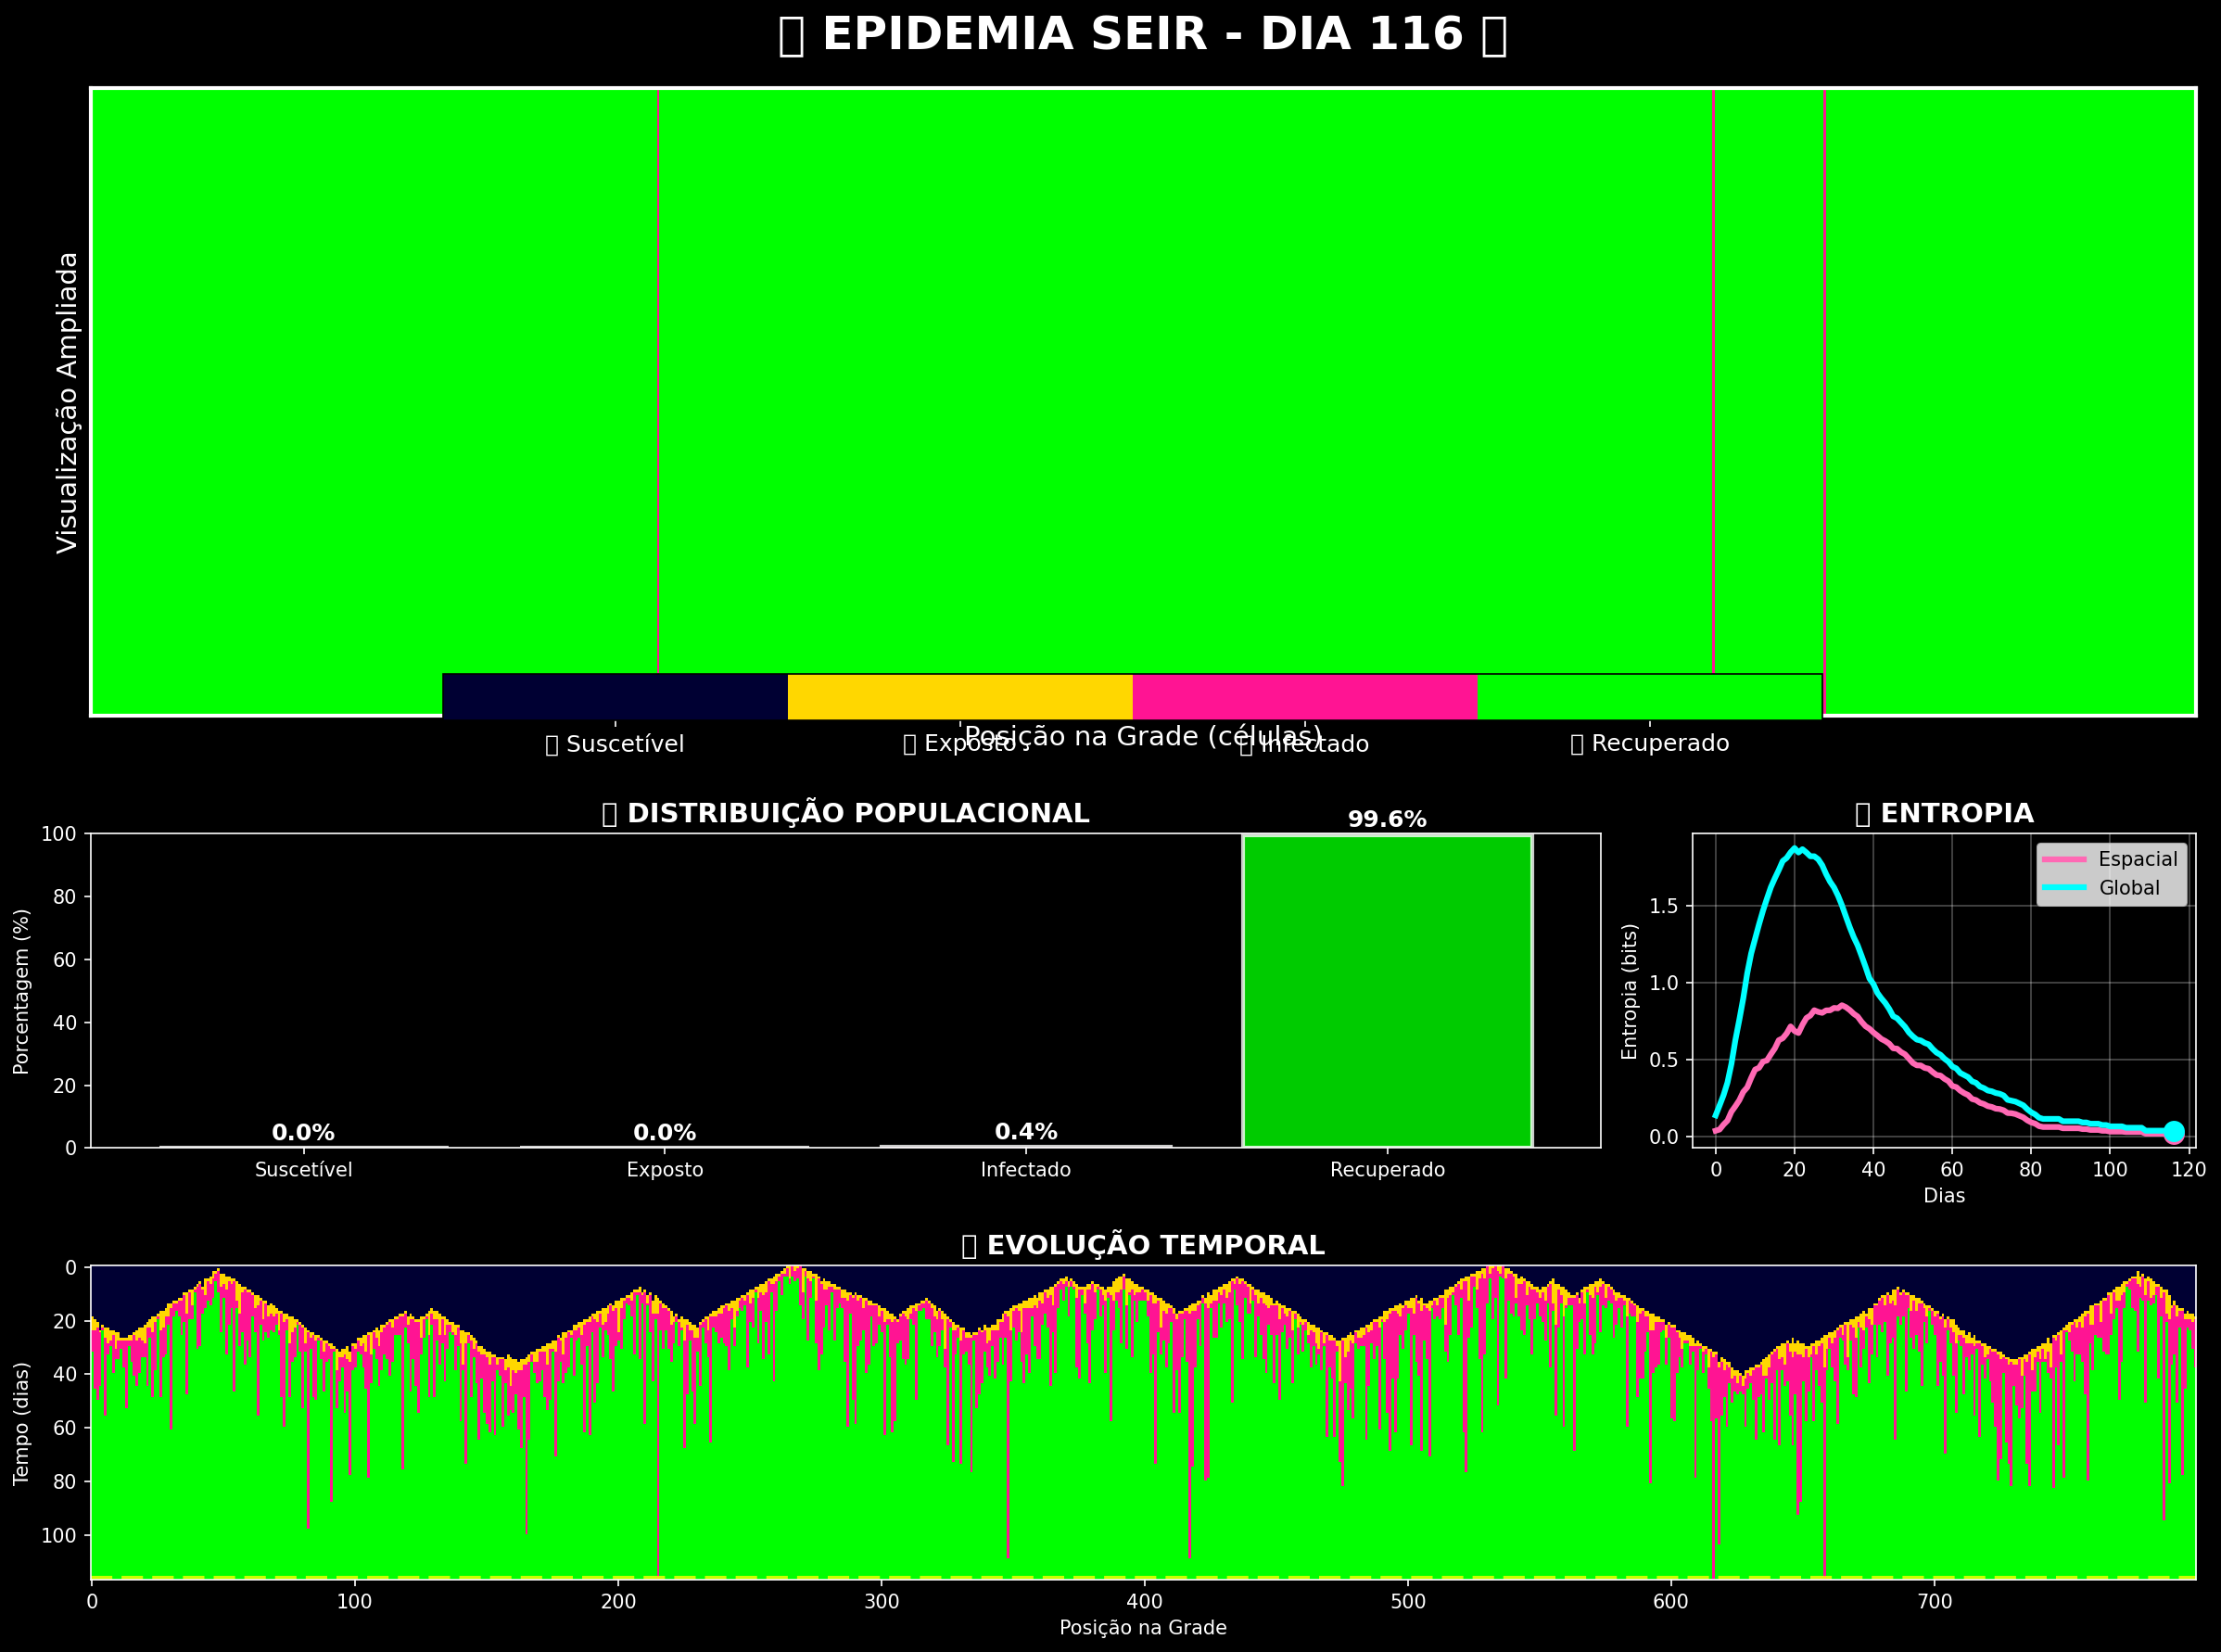 EPIDEMIA SEIR - DIA 116
Visualização Ampliada
Posição na Grade (células)
Suscetível
Exposto
Infectado
Recuperado
DISTRIBUIÇÃO POPULACIONAL
Porcentagem (%)
100
80
60
40
20
0
0.0%
0.0%
0.4%
99.6%
Suscetível
Exposto
Infectado
Recuperado
ENTROPIA
Entropia (bits)
1.5
1.0
0.5
0.0
Espacial
Global
0 20 40 60 80 100 120
Dias
EVOLUÇÃO TEMPORAL
Tempo (dias)
0
20
40
60
80
100
0 100 200 300 400 500 600 700
Posição na Grade